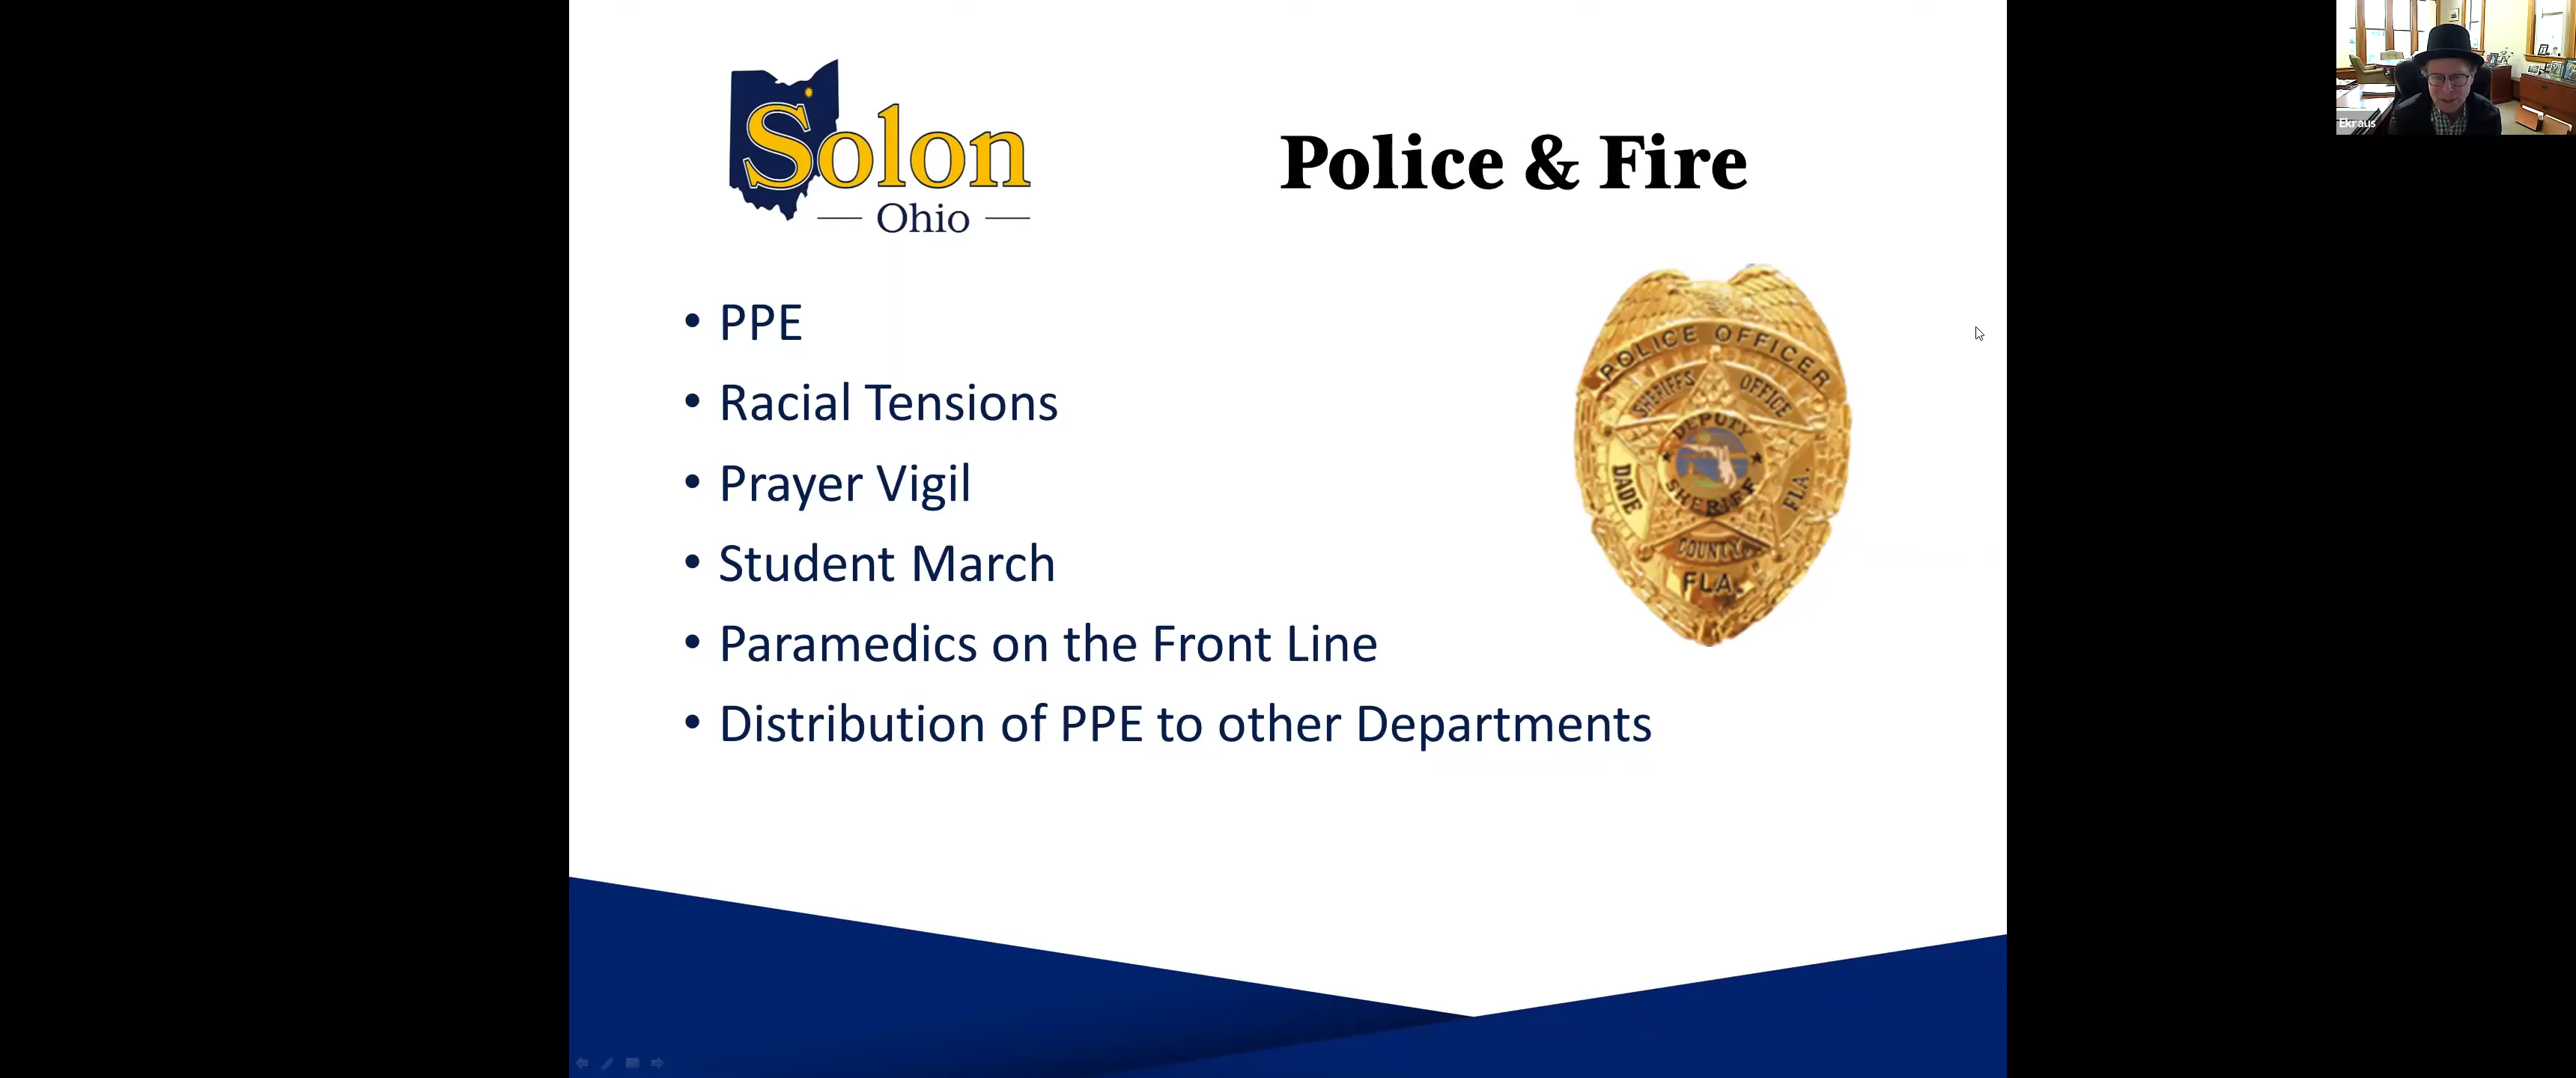 Solon
Ohio
Police & Fire
• PPE
• Racial Tensions
• Prayer Vigil
• Student March
• Paramedics on the Front Line
• Distribution of PPE to other Departments
POLICE OFFICER
SHERIFFS OFFICE
DEPUTY
SHERIFF
DADE
FLA.
COUNTY
FLA.
Ekraus